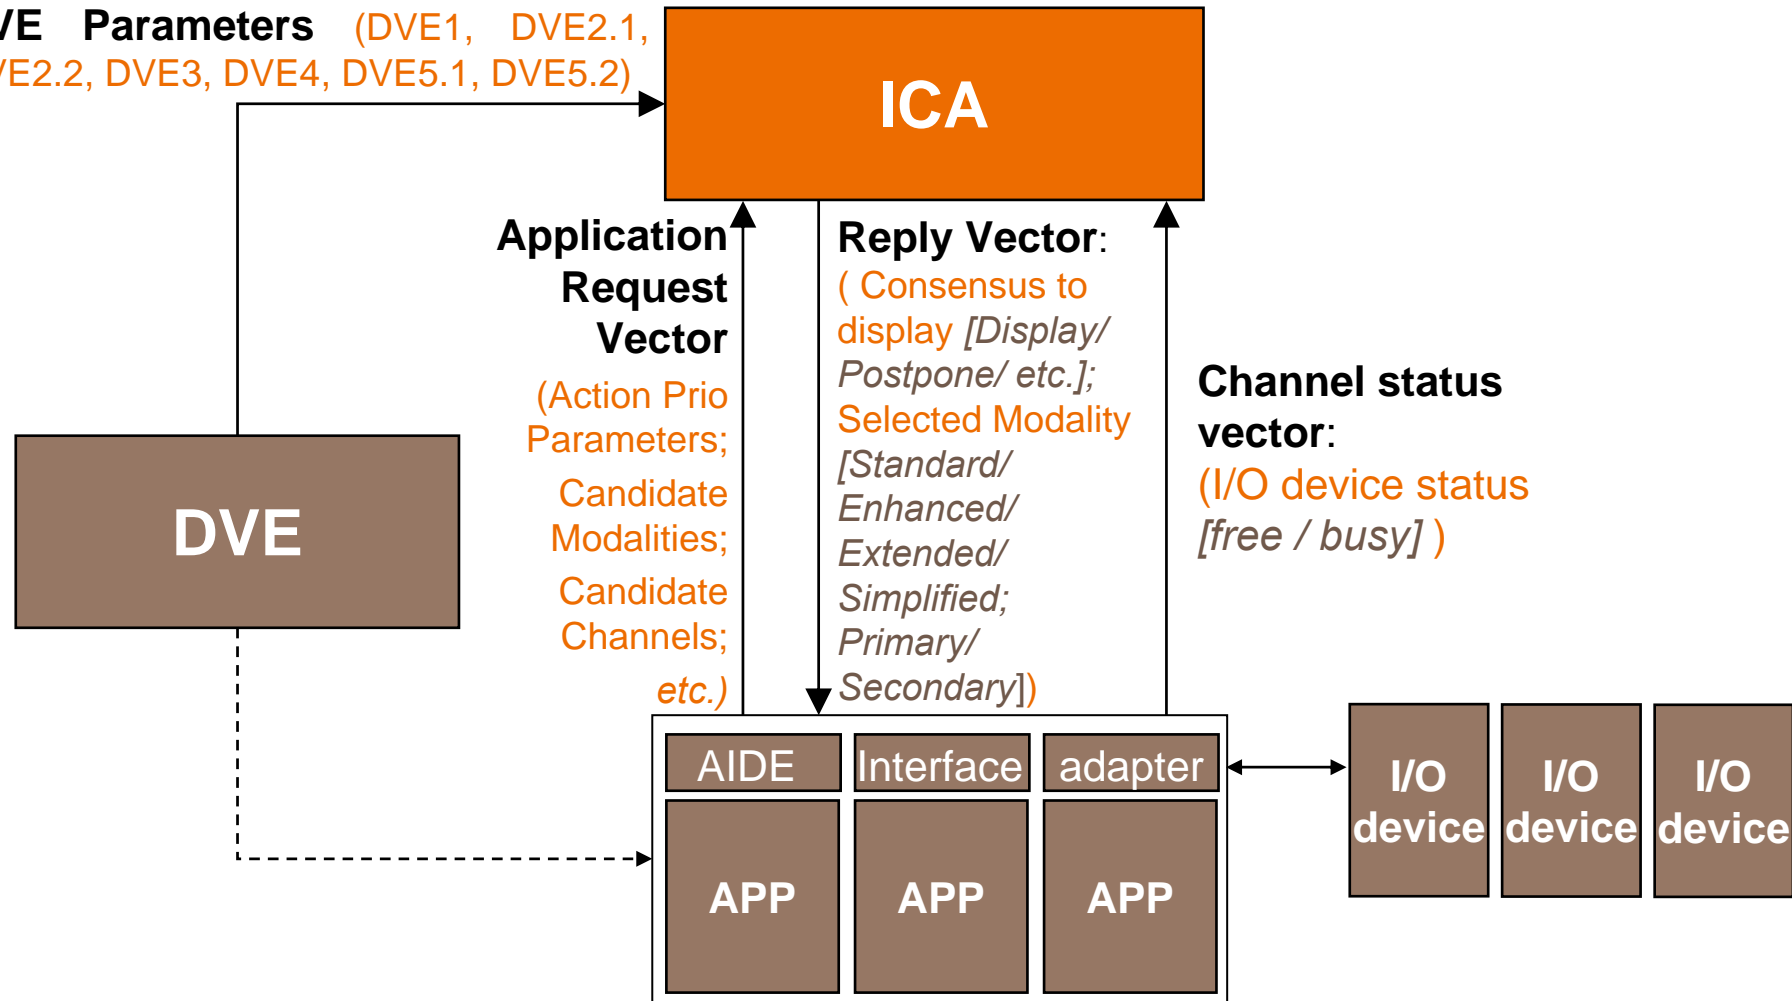 VE Parameters (DVE1, DVE2.1,
VE2.2, DVE3, DVE4, DVE5.1, DVE5.2)
ICA
Application
Request
Vector
(Action Prio
Parameters;
Candidate
Modalities;
Candidate
Channels;
etc.)
Reply Vector:
( Consensus to
display [Display/
Postpone/ etc.];
Selected Modality
[Standard/
Enhanced/
Extended/
Simplified;
Primary/
Secondary])
Channel status
vector:
(I/O device status
[free / busy] )
DVE
AIDE Interface adapter
APP APP APP
I/O I/O I/O
device device device